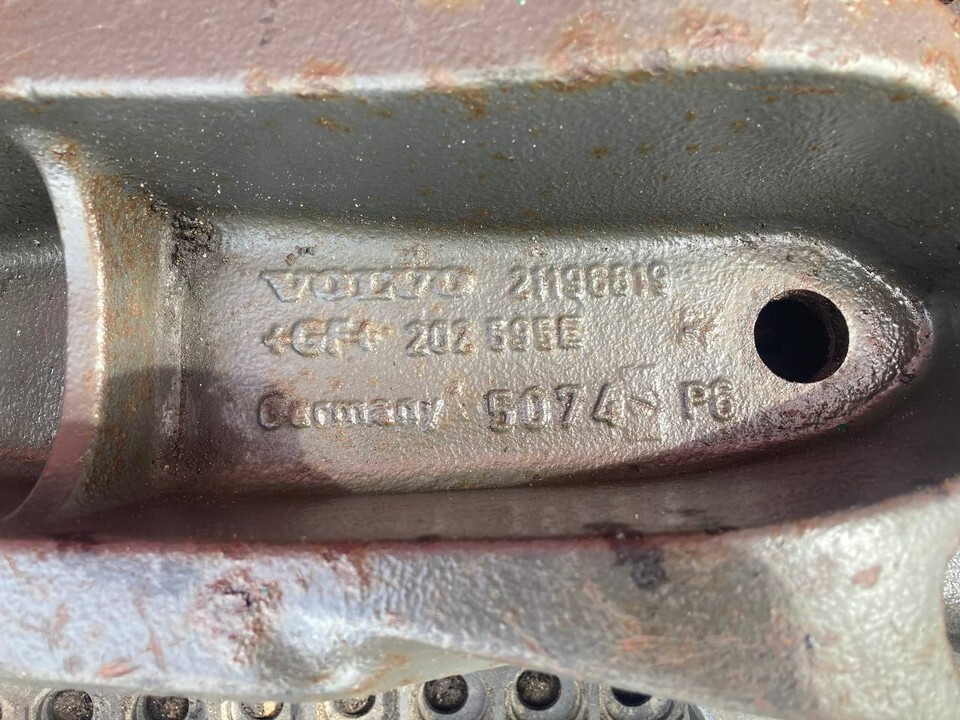 VOLVO 21196819
+GF+ 202 595E
Germany 5074 P6